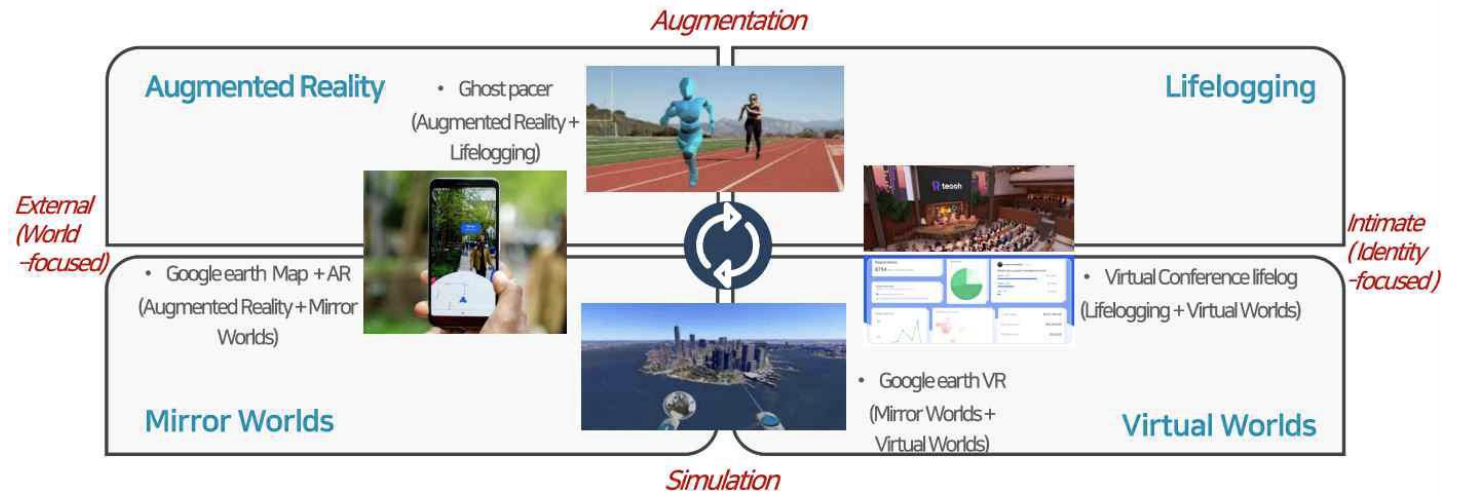 Augmentation
Augmented Reality
• Ghost pacer
(Augmented Reality +
Lifelogging)
Lifelogging
teooh
External
(World
-focused)
Intimate
(Identity
-focused)
• Google earth Map + AR
(Augmented Reality + Mirror
Worlds)
• Virtual Conference lifelog
(Lifelogging + Virtual Worlds)
• Google earth VR
(Mirror Worlds +
Virtual Worlds)
Mirror Worlds
Virtual Worlds
Simulation